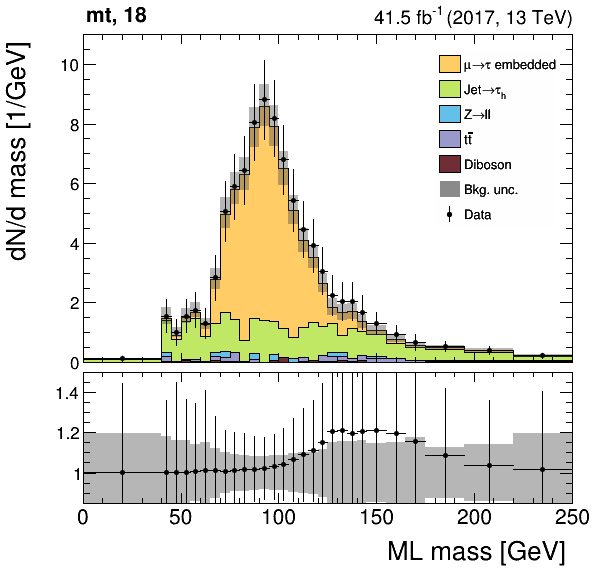 mt, 18
41.5 fb⁻¹ (2017, 13 TeV)
dN/d mass [1/GeV]
10
8
6
4
2
0
μ→τ embedded
Jet→τₕ
Z→ll
tt̄
Diboson
Bkg. unc.
Data
1.4
1.2
1
0 50 100 150 200 250
ML mass [GeV]